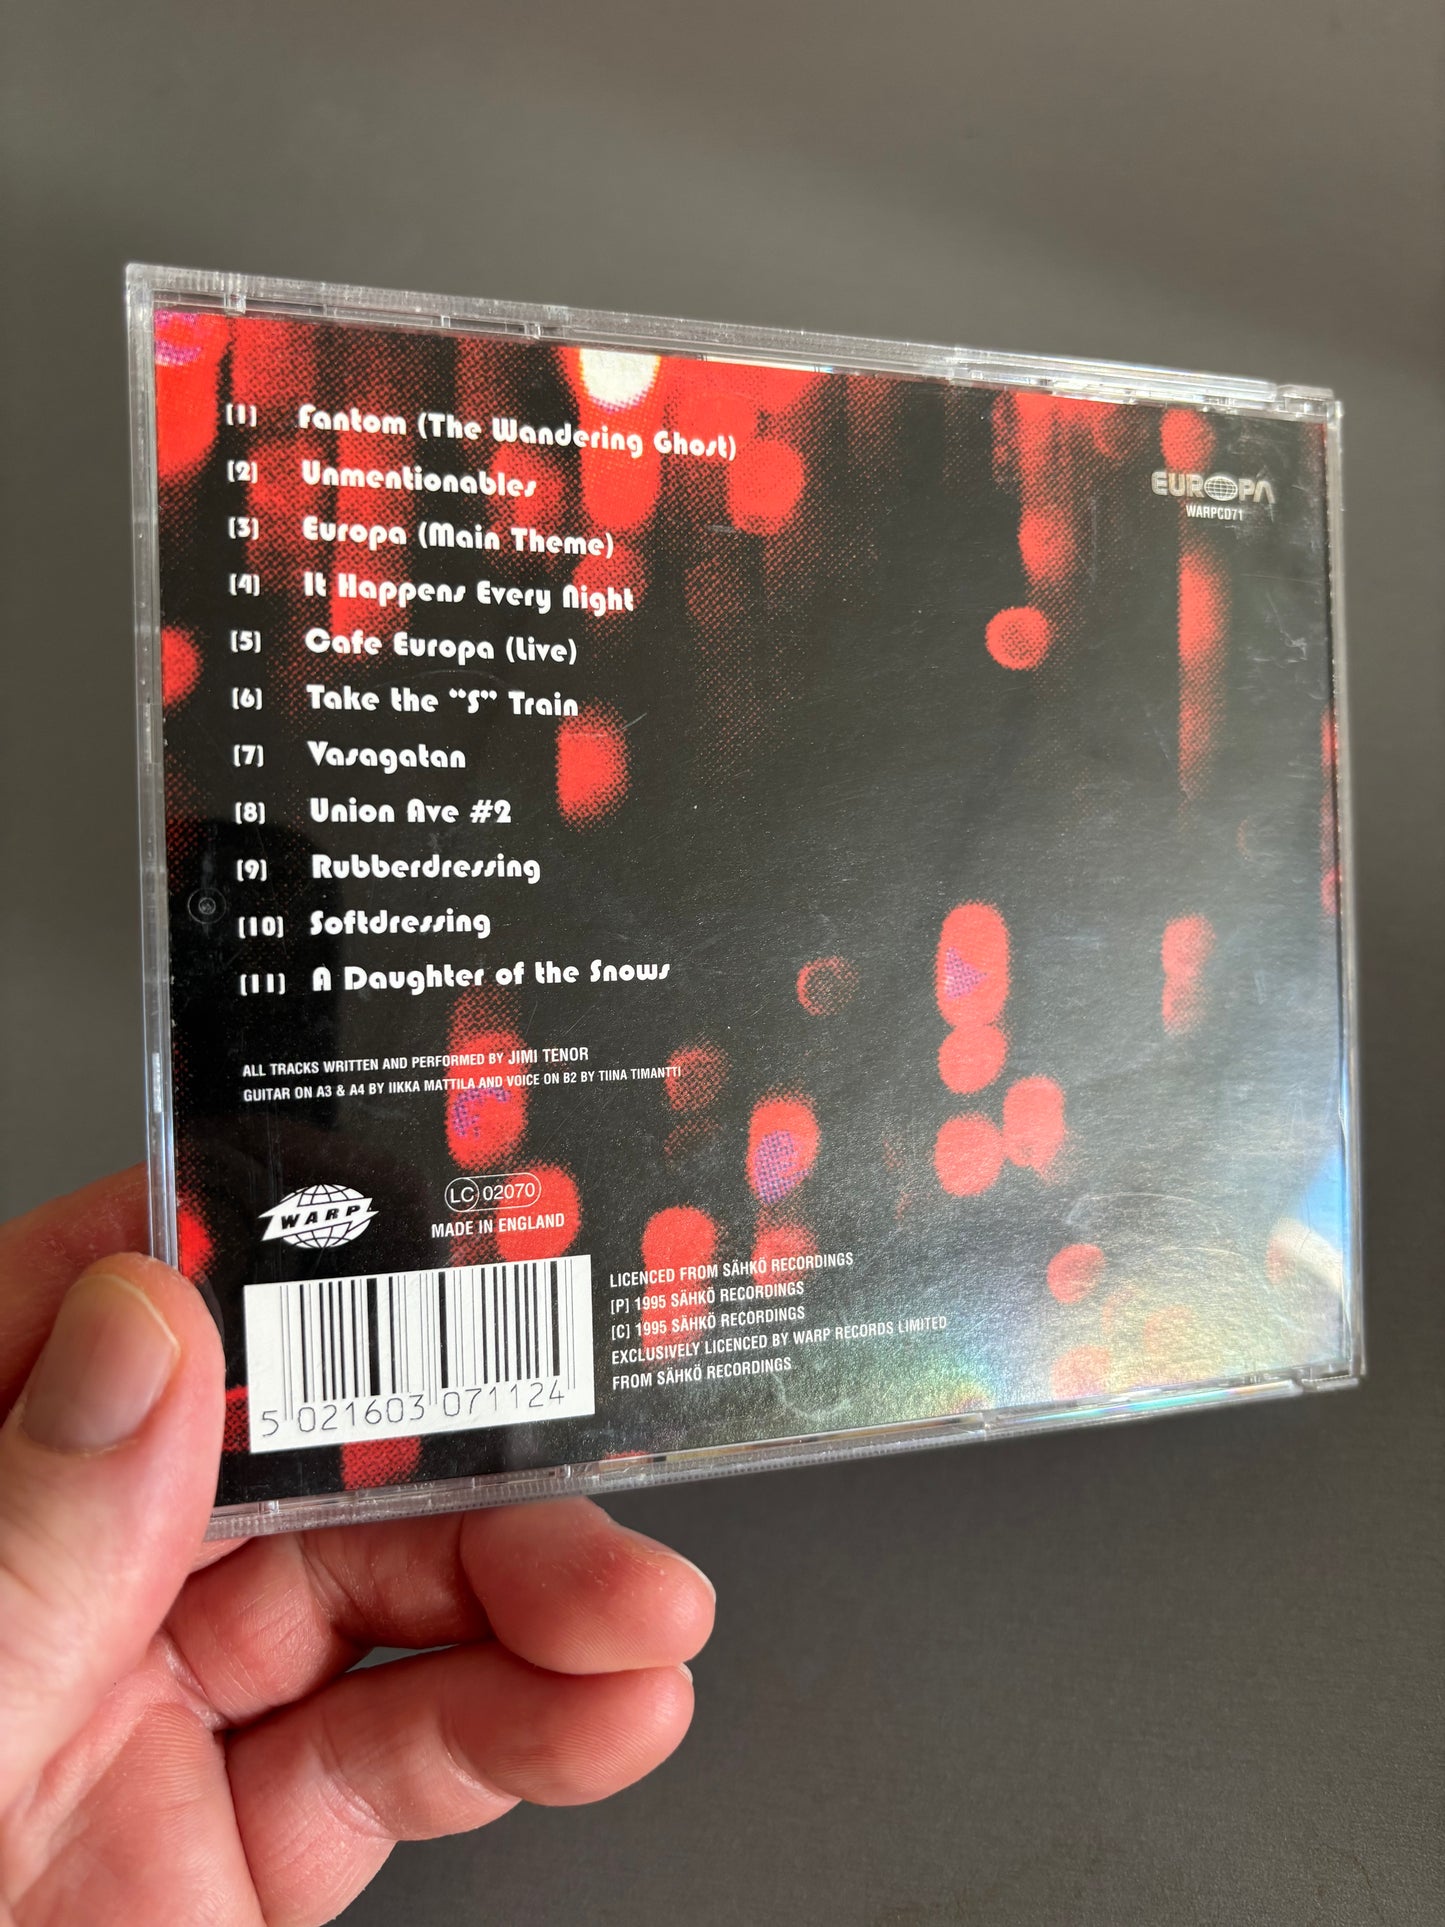 [1] Fantom (The Wandering Ghost)
[2] Unmentionables
[3] Europa (Main Theme)
[4] It Happens Every Night
[5] Cafe Europa (Live)
[6] Take the "S" Train
[7] Vasagatan
[8] Union Ave #2
[9] Rubberdressing
[10] Softdressing
[11] A Daughter of the Snows
EUROPA
WARPCD71
ALL TRACKS WRITTEN AND PERFORMED BY JIMI TENOR
GUITAR ON A3 & A4 BY IIKKA MATTILA AND VOICE ON B2 BY TIINA TIMANTTI
WARP
LC 02070
MADE IN ENGLAND
5 021603 071124
LICENCED FROM SÄHKÖ RECORDINGS
[P] 1995 SÄHKÖ RECORDINGS
[C] 1995 SÄHKÖ RECORDINGS
EXCLUSIVELY LICENCED BY WARP RECORDS LIMITED
FROM SÄHKÖ RECORDINGS